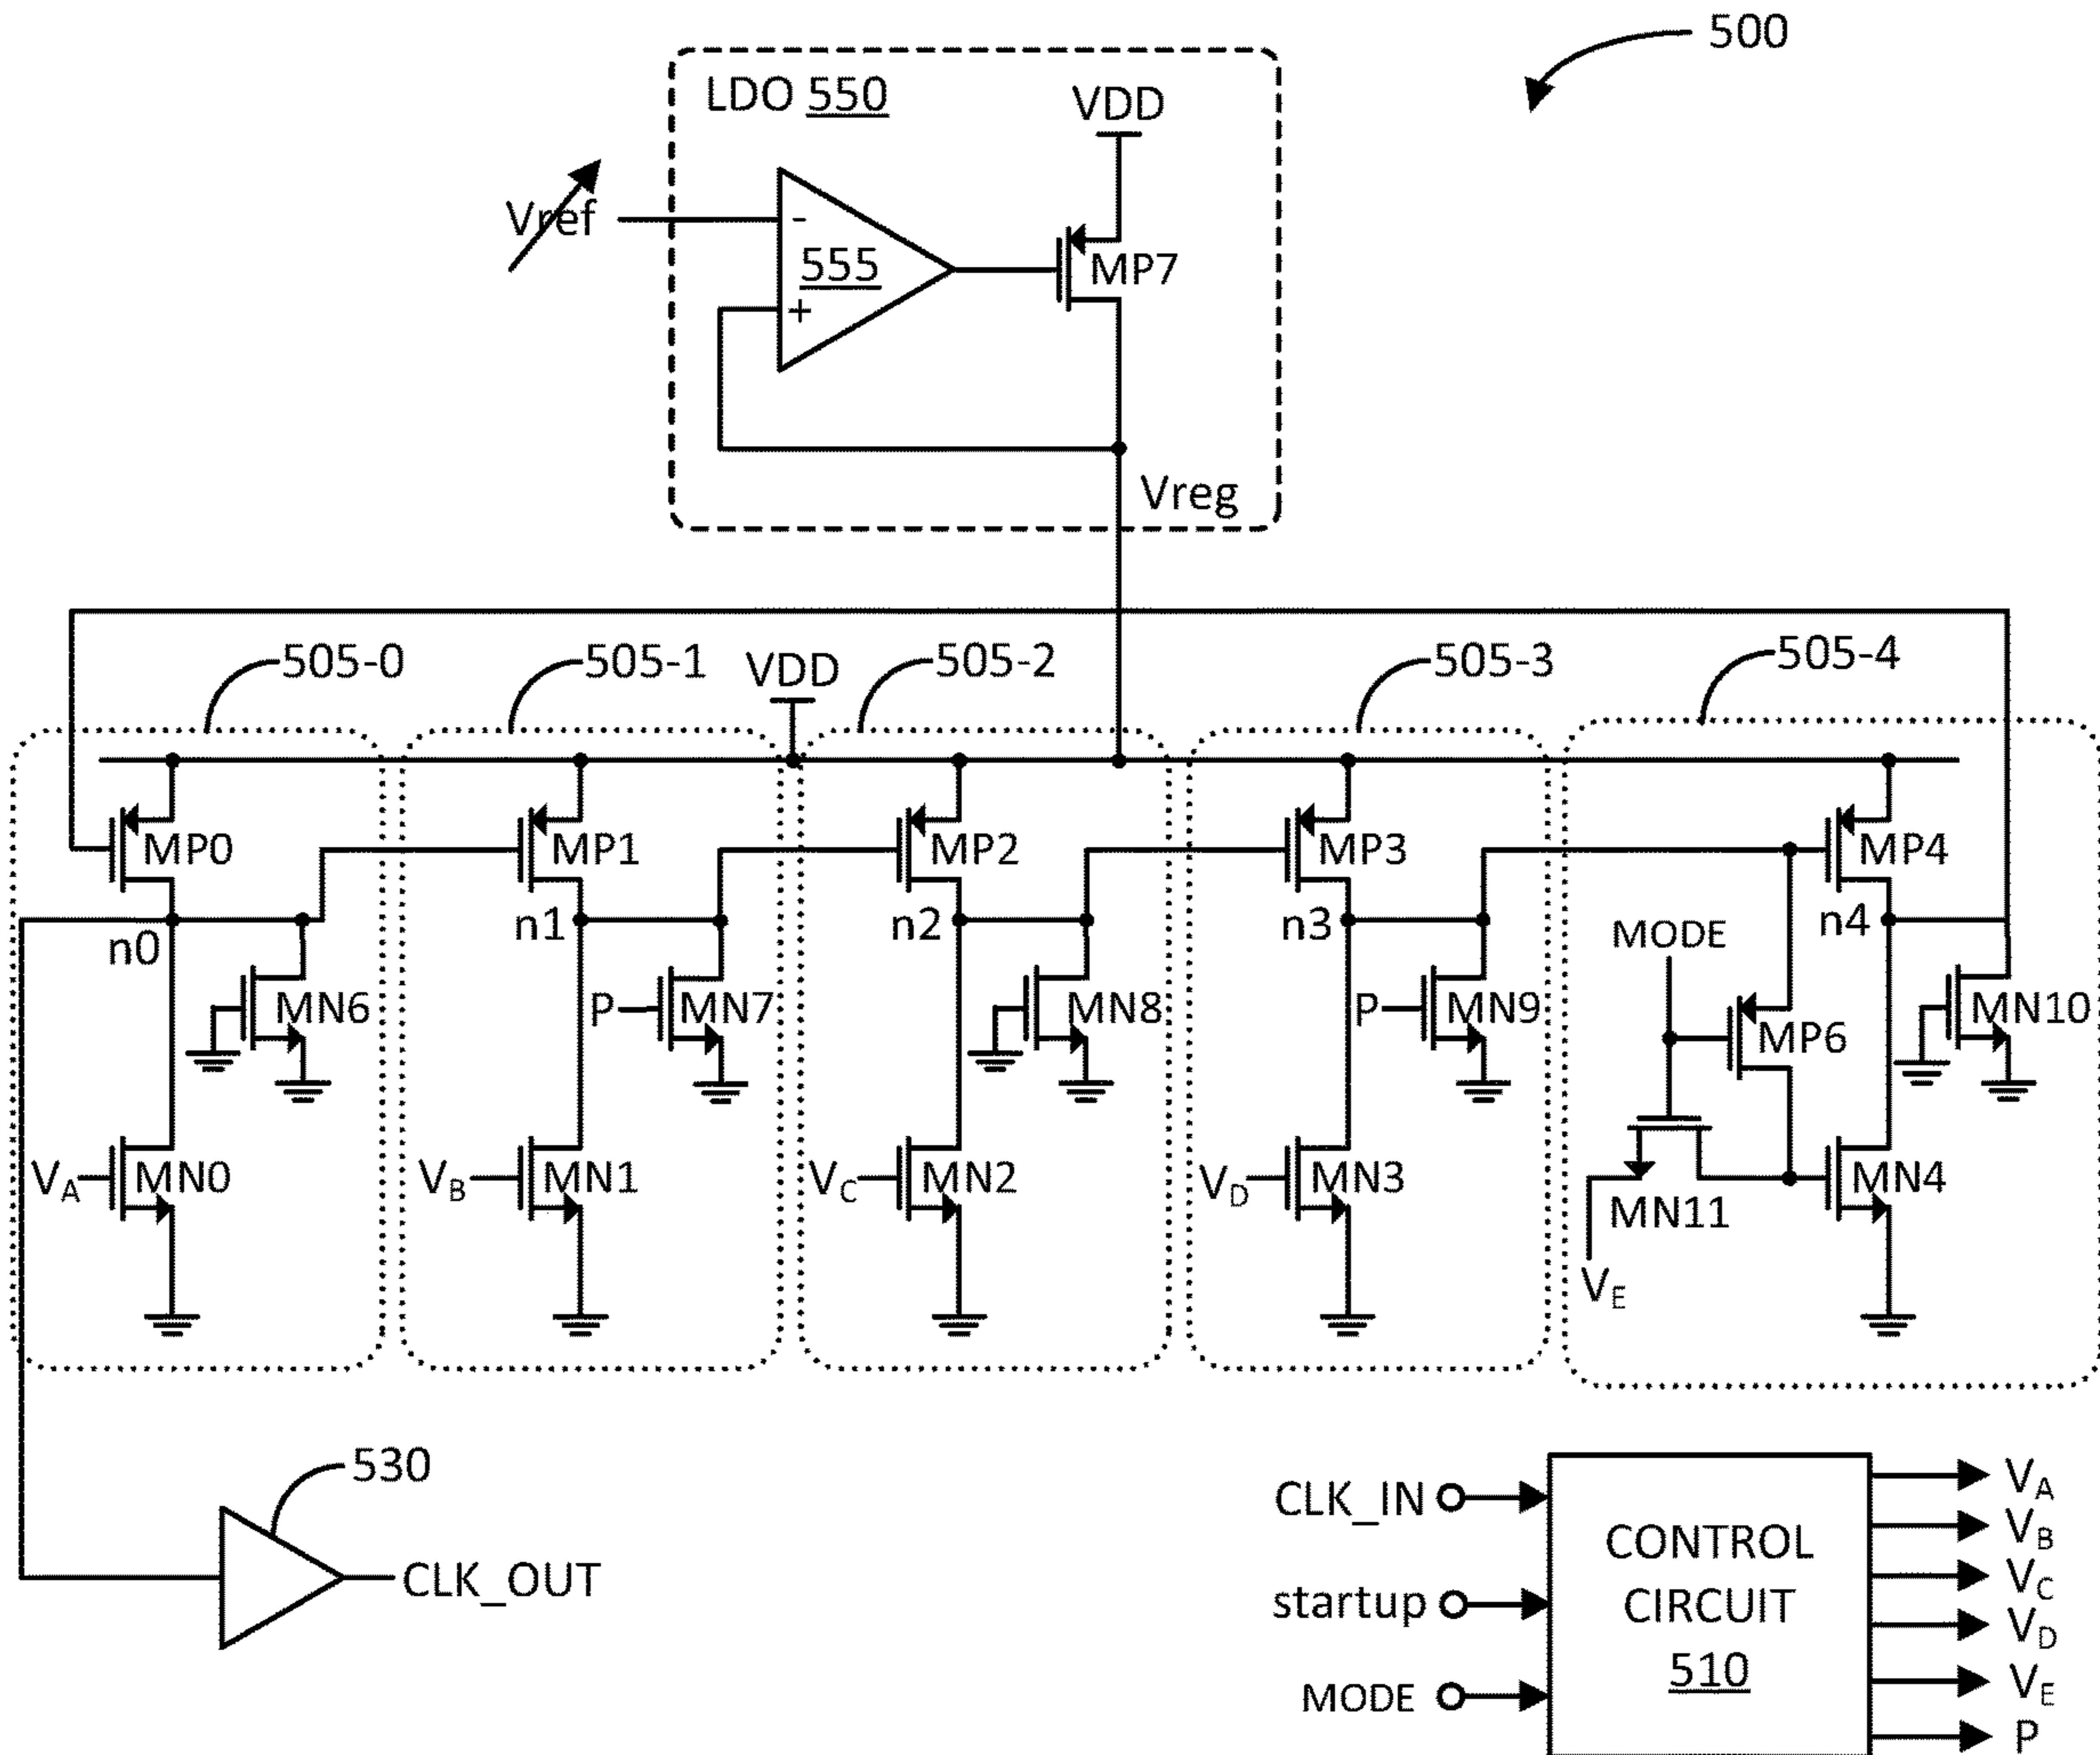 500
LDO 550
VDD
Vref
-
555
+
MP7
Vreg
505-0
505-1
VDD
505-2
505-3
505-4
MP0
MP1
MP2
MP3
MP4
n0
n1
n2
n3
n4
MODE
MN6
P
MN7
MN8
P
MN9
MP6
MN10
VA
MN0
VB
MN1
VC
MN2
VD
MN3
MN11
MN4
VE
530
CLK_OUT
CLK_IN
startup
MODE
CONTROL
CIRCUIT
510
VA
VB
VC
VD
VE
P